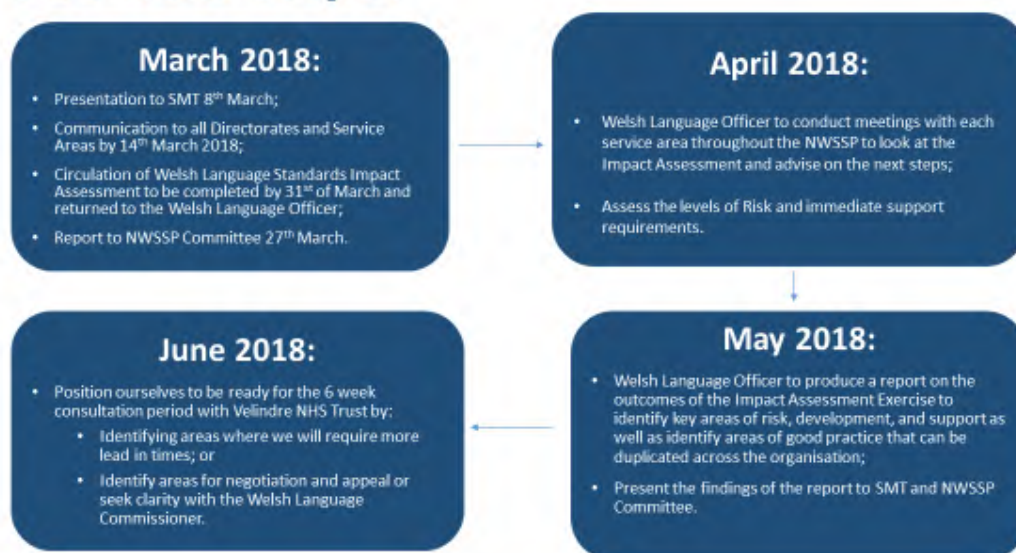 March 2018:
• Presentation to SMT 8th March;
• Communication to all Directorates and Service
Areas by 14th March 2018;
• Circulation of Welsh Language Standards Impact
Assessment to be completed by 31st of March and
returned to the Welsh Language Officer;
• Report to NWSSP Committee 27th March.
April 2018:
• Welsh Language Officer to conduct meetings with each
service area throughout the NWSSP to look at the
Impact Assessment and advise on the next steps;
• Assess the levels of Risk and immediate support
requirements.
May 2018:
• Welsh Language Officer to produce a report on the
outcomes of the Impact Assessment Exercise to
identify key areas of risk, development, and support as
well as identify areas of good practice that can be
duplicated across the organisation;
• Present the findings of the report to SMT and NWSSP
Committee.
June 2018:
• Position ourselves to be ready for the 6 week
consultation period with Velindre NHS Trust by:
• Identifying areas where we will require more
lead in times; or
• Identify areas for negotiation and appeal or
seek clarity with the Welsh Language
Commissioner.